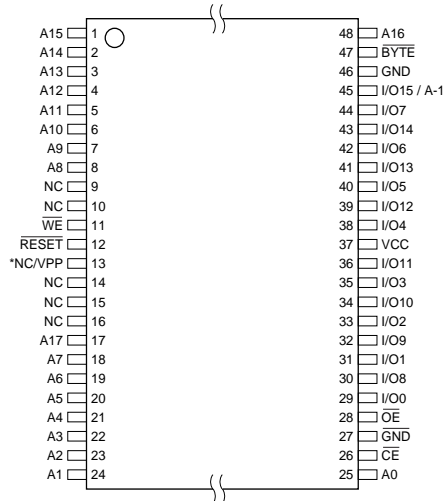 A15 1 48 A16
A14 2 47 BYTE
A13 3 46 GND
A12 4 45 I/O15 / A-1
A11 5 44 I/O7
A10 6 43 I/O14
A9 7 42 I/O6
A8 8 41 I/O13
NC 9 40 I/O5
NC 10 39 I/O12
WE 11 38 I/O4
RESET 12 37 VCC
*NC/VPP 13 36 I/O11
NC 14 35 I/O3
NC 15 34 I/O10
NC 16 33 I/O2
A17 17 32 I/O9
A7 18 31 I/O1
A6 19 30 I/O8
A5 20 29 I/O0
A4 21 28 OE
A3 22 27 GND
A2 23 26 CE
A1 24 25 A0